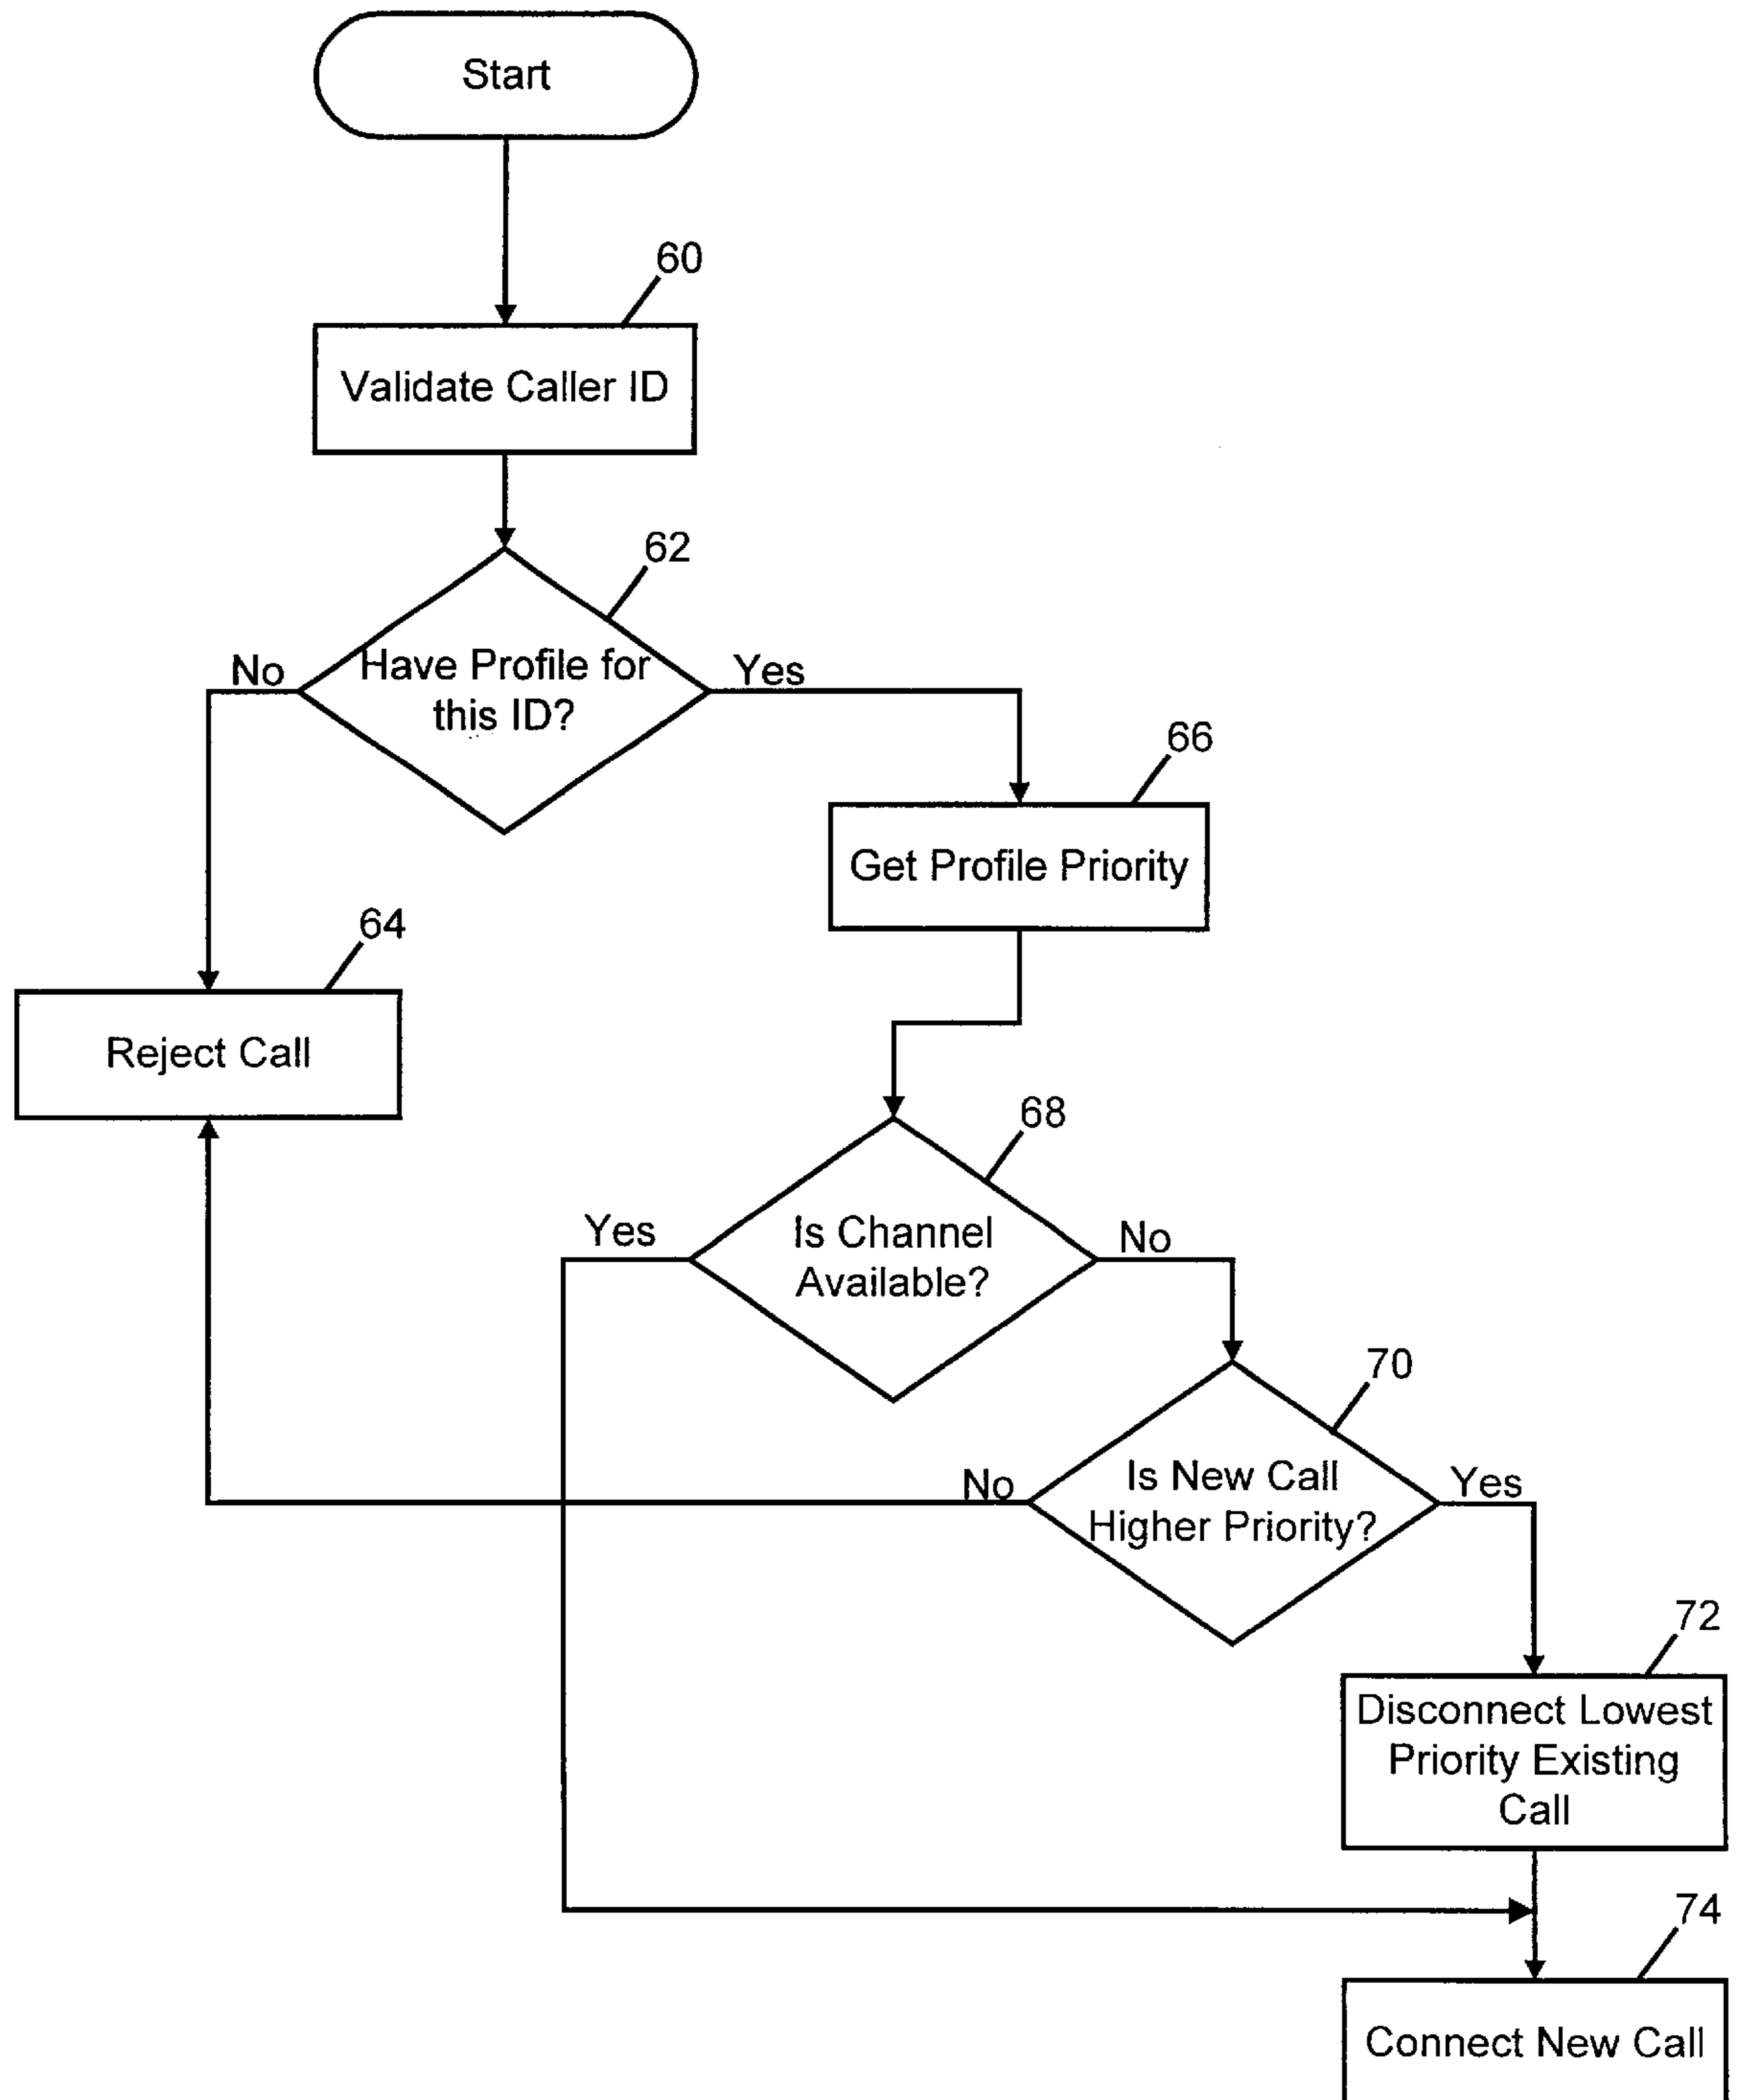 Start
60
Validate Caller ID
62
No
Have Profile for
this ID?
Yes
66
Get Profile Priority
64
Reject Call
68
Yes
Is Channel
Available?
No
70
No
Is New Call
Higher Priority?
Yes
72
Disconnect Lowest
Priority Existing
Call
74
Connect New Call